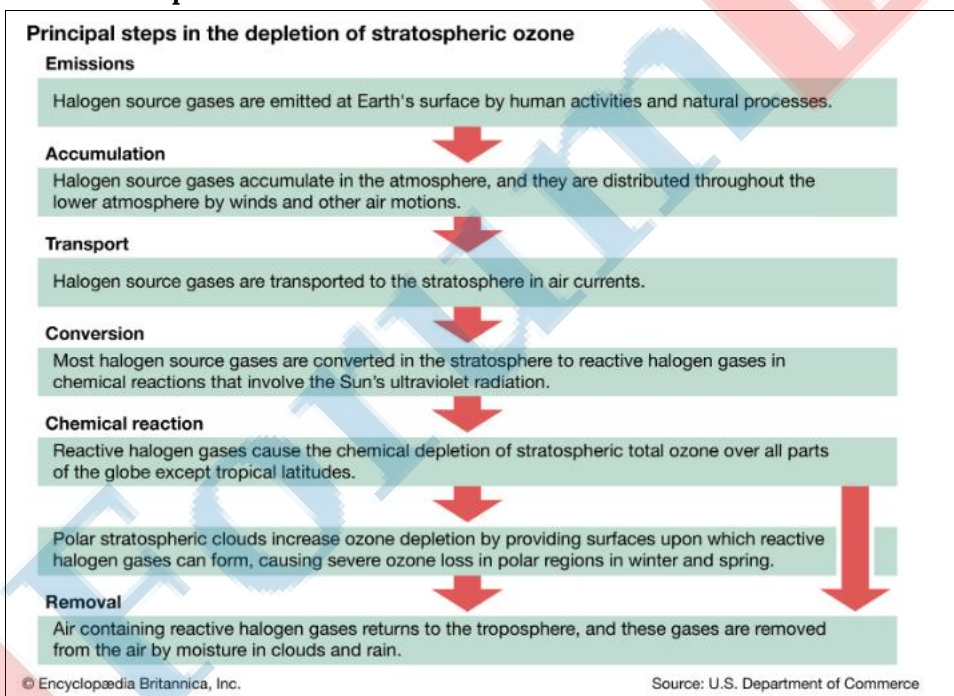 Principal steps in the depletion of stratospheric ozone
Emissions
Halogen source gases are emitted at Earth's surface by human activities and natural processes.
Accumulation
Halogen source gases accumulate in the atmosphere, and they are distributed throughout the
lower atmosphere by winds and other air motions.
Transport
Halogen source gases are transported to the stratosphere in air currents.
Conversion
Most halogen source gases are converted in the stratosphere to reactive halogen gases in
chemical reactions that involve the Sun's ultraviolet radiation.
Chemical reaction
Reactive halogen gases cause the chemical depletion of stratospheric total ozone over all parts
of the globe except tropical latitudes.
Polar stratospheric clouds increase ozone depletion by providing surfaces upon which reactive
halogen gases can form, causing severe ozone loss in polar regions in winter and spring.
Removal
Air containing reactive halogen gases returns to the troposphere, and these gases are removed
from the air by moisture in clouds and rain.
© Encyclopædia Britannica, Inc. Source: U.S. Department of Commerce
Forum